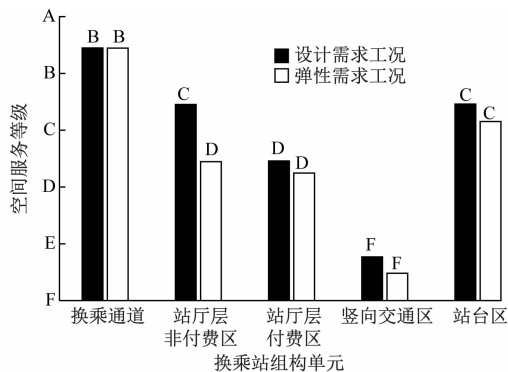 A
B
C
D
E
F
空间服务等级
设计需求工况
弹性需求工况
B B
C D
D D
F F
C C
换乘通道
站厅层
非付费区
站厅层
付费区
竖向交通区
站台区
换乘站组构单元